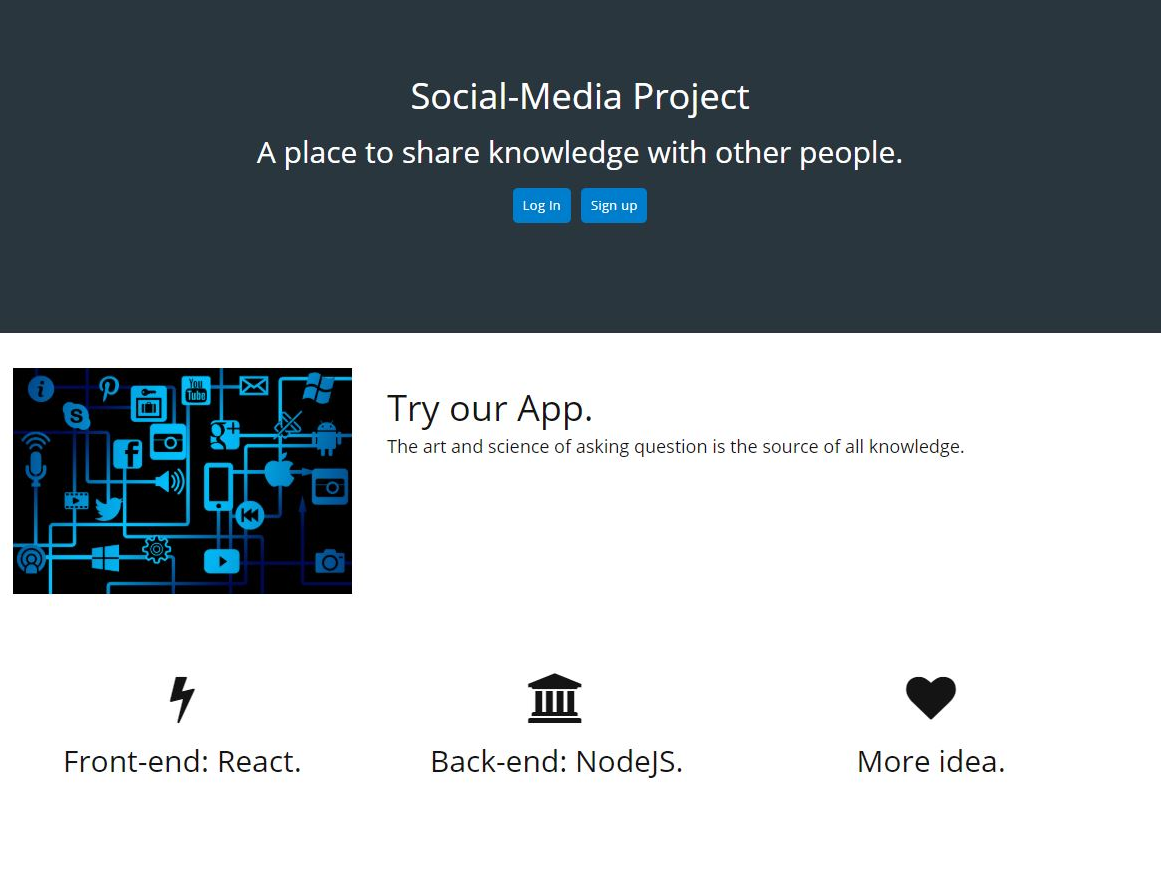 Social-Media Project
A place to share knowledge with other people.
Log In Sign up
You
Tube
Try our App.
The art and science of asking question is the source of all knowledge.
Front-end: React.
Back-end: NodeJS.
More idea.